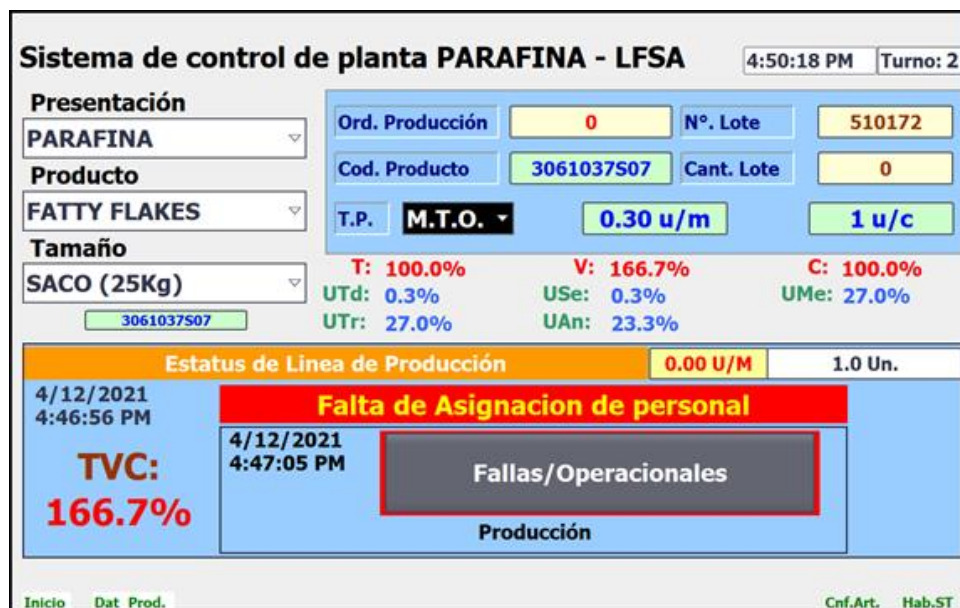 Sistema de control de planta PARAFINA - LFSA
4:50:18 PM
Turno: 2
Presentación
PARAFINA
Producto
FATTY FLAKES
Tamaño
SACO (25Kg)
3061037S07
Ord. Producción
0
N°. Lote
510172
Cod. Producto
3061037S07
Cant. Lote
0
T.P.
M.T.O.
0.30 u/m
1 u/c
T: 100.0%
V: 166.7%
C: 100.0%
UTd: 0.3%
USe: 0.3%
UMe: 27.0%
UTr: 27.0%
UAn: 23.3%
Estatus de Linea de Producción
0.00 U/M
1.0 Un.
4/12/2021
4:46:56 PM
TVC:
166.7%
Falta de Asignacion de personal
4/12/2021
4:47:05 PM
Fallas/Operacionales
Producción
Inicio
Dat_Prod.
Cnf.Art.
Hab.ST